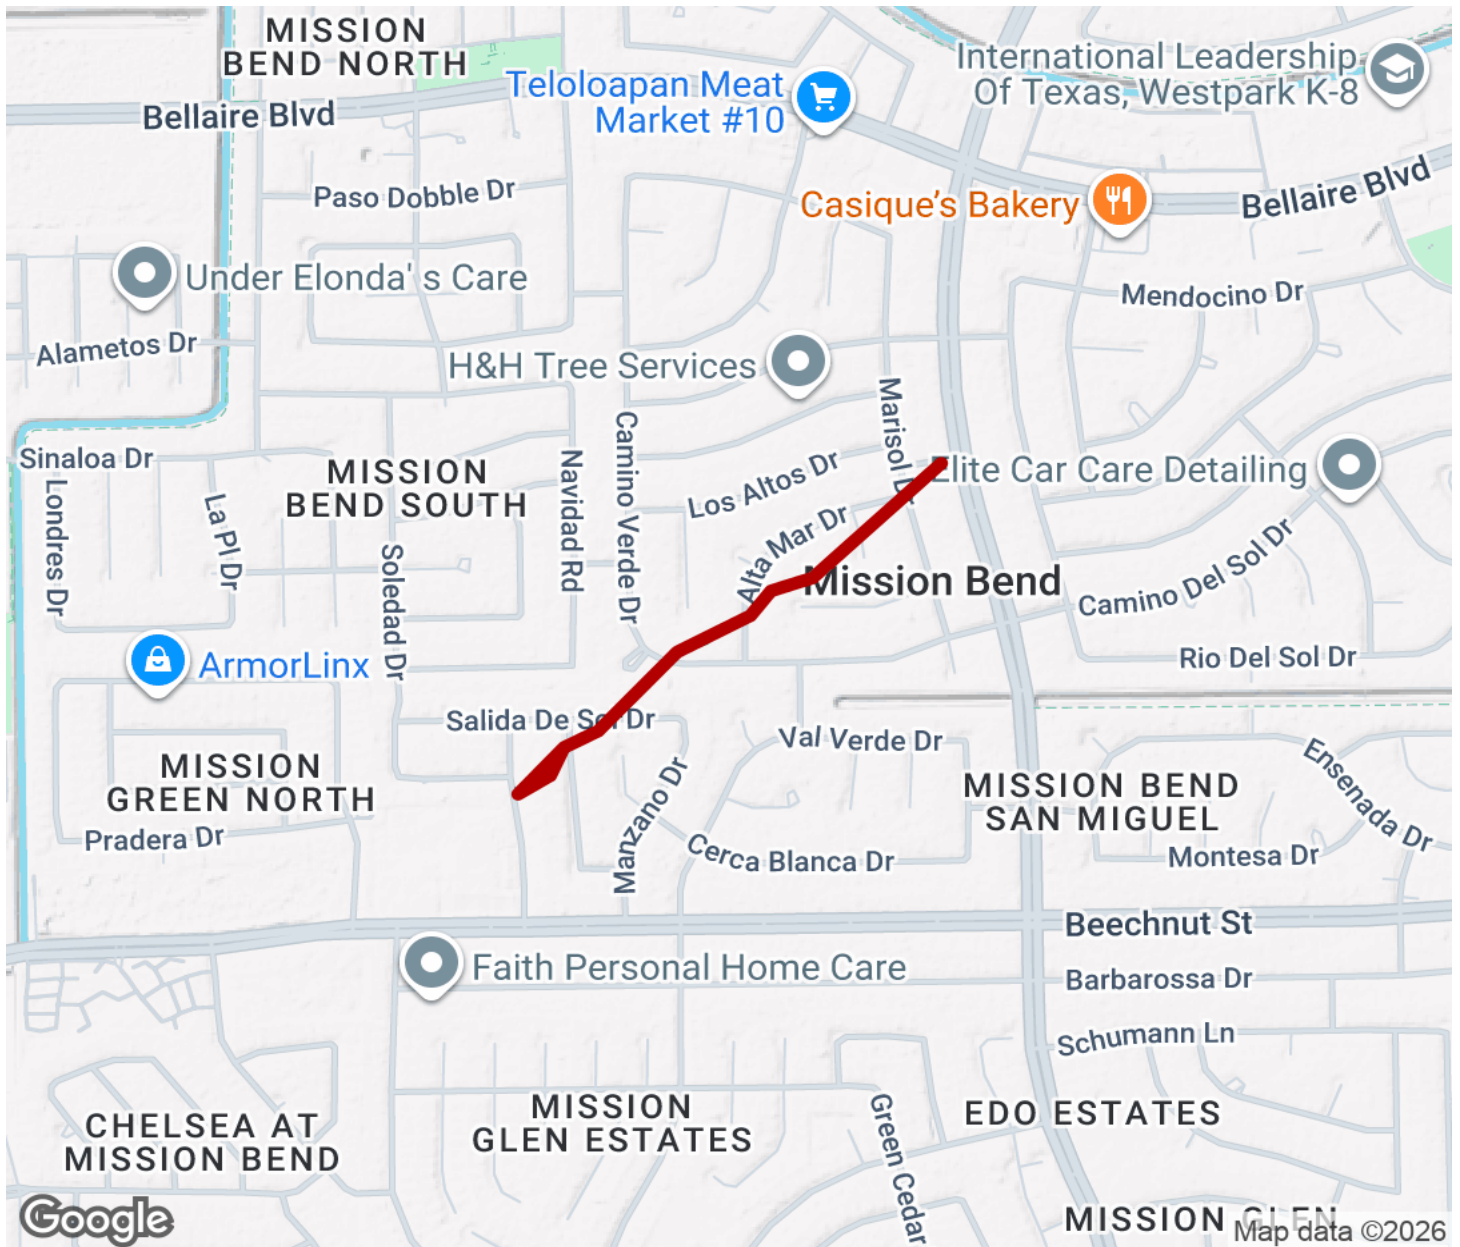 MISSION
BEND NORTH
Bellaire Blvd
Teloloapan Meat
Market #10
International Leadership
Of Texas, Westpark K-8
Paso Dobble Dr
Casique's Bakery
Bellaire Blvd
Under Elonda' s Care
Mendocino Dr
Alametos Dr
H&H Tree Services
Marisol Dr
Camino Verde Dr
Sinaloa Dr
MISSION
BEND SOUTH
Navidad Rd
Los Altos Dr
Elite Car Care Detailing
Londres Dr
La Pl Dr
Alta Mar Dr
Soledad Dr
Mission Bend
Camino Del Sol Dr
ArmorLinx
Rio Del Sol Dr
Salida De Sol Dr
Val Verde Dr
MISSION
GREEN NORTH
Manzano Dr
MISSION BEND
SAN MIGUEL
Ensenada Dr
Pradera Dr
Cerca Blanca Dr
Montesa Dr
Beechnut St
Faith Personal Home Care
Barbarossa Dr
Schumann Ln
CHELSEA AT
MISSION BEND
MISSION
GLEN ESTATES
Green Cedar
EDO ESTATES
MISSION GLEN
Google
Map data ©2026